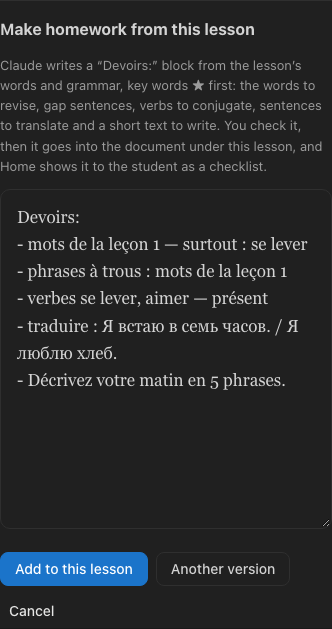 Make homework from this lesson
Claude writes a “Devoirs:” block from the lesson’s
words and grammar, key words ★ first: the words to
revise, gap sentences, verbs to conjugate, sentences
to translate and a short text to write. You check it,
then it goes into the document under this lesson, and
Home shows it to the student as a checklist.
Devoirs:
- mots de la leçon 1 — surtout : se lever
- phrases à trous : mots de la leçon 1
- verbes se lever, aimer — présent
- traduire : Я встаю в семь часов. / Я
люблю хлеб.
- Décrivez votre matin en 5 phrases.
Add to this lesson
Another version
Cancel